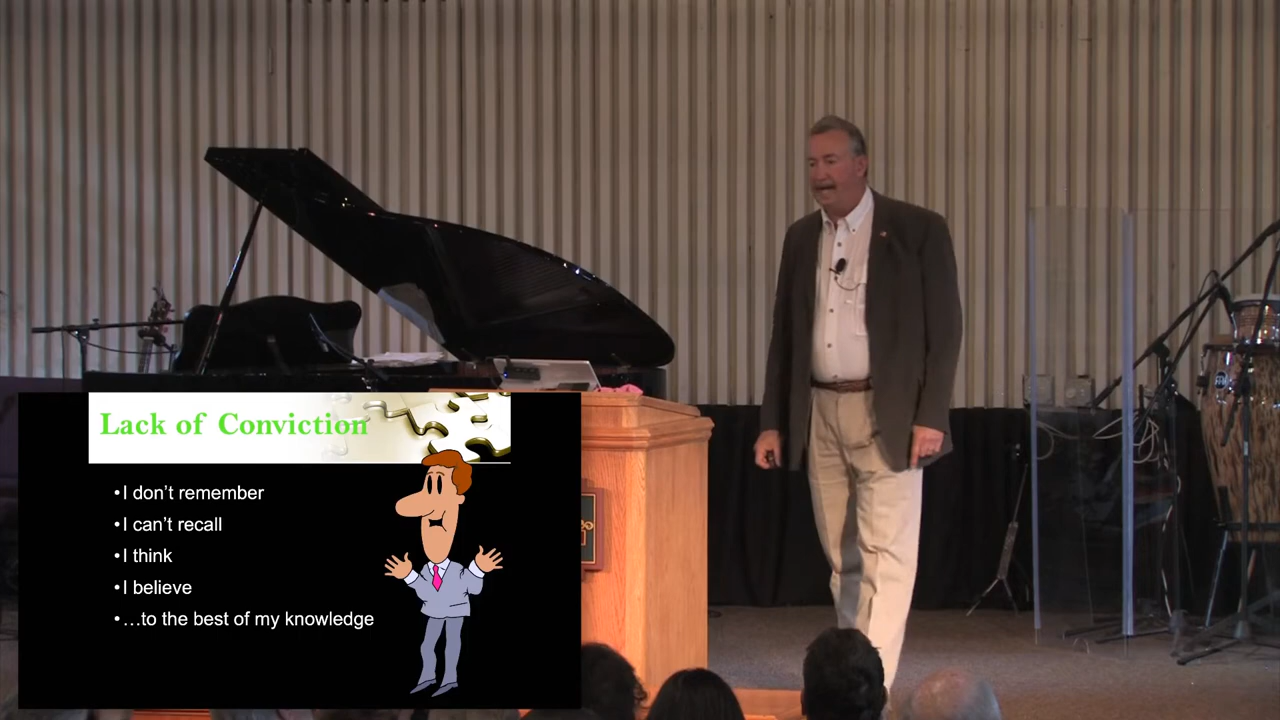 Lack of Conviction
•I don’t remember
•I can’t recall
•I think
•I believe
•…to the best of my knowledge